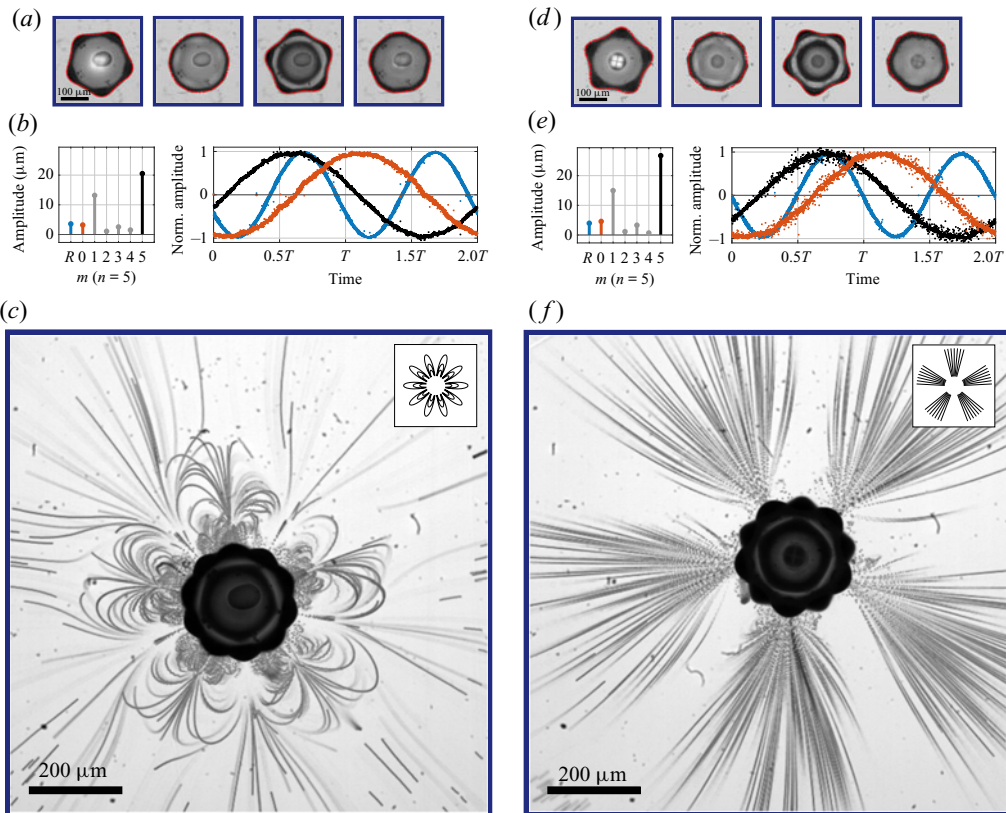 (a)
100 μm
(b)
Amplitude (μm)
20
10
0
R 0 1 2 3 4 5
m (n = 5)
Norm. amplitude
1
0
−1
0 0.5T T 1.5T 2.0T
Time
(c)
200 μm
(d)
100 μm
(e)
Amplitude (μm)
20
10
0
R 0 1 2 3 4 5
m (n = 5)
Norm. amplitude
1
0
−1
0 0.5T T 1.5T 2.0T
Time
(f)
200 μm